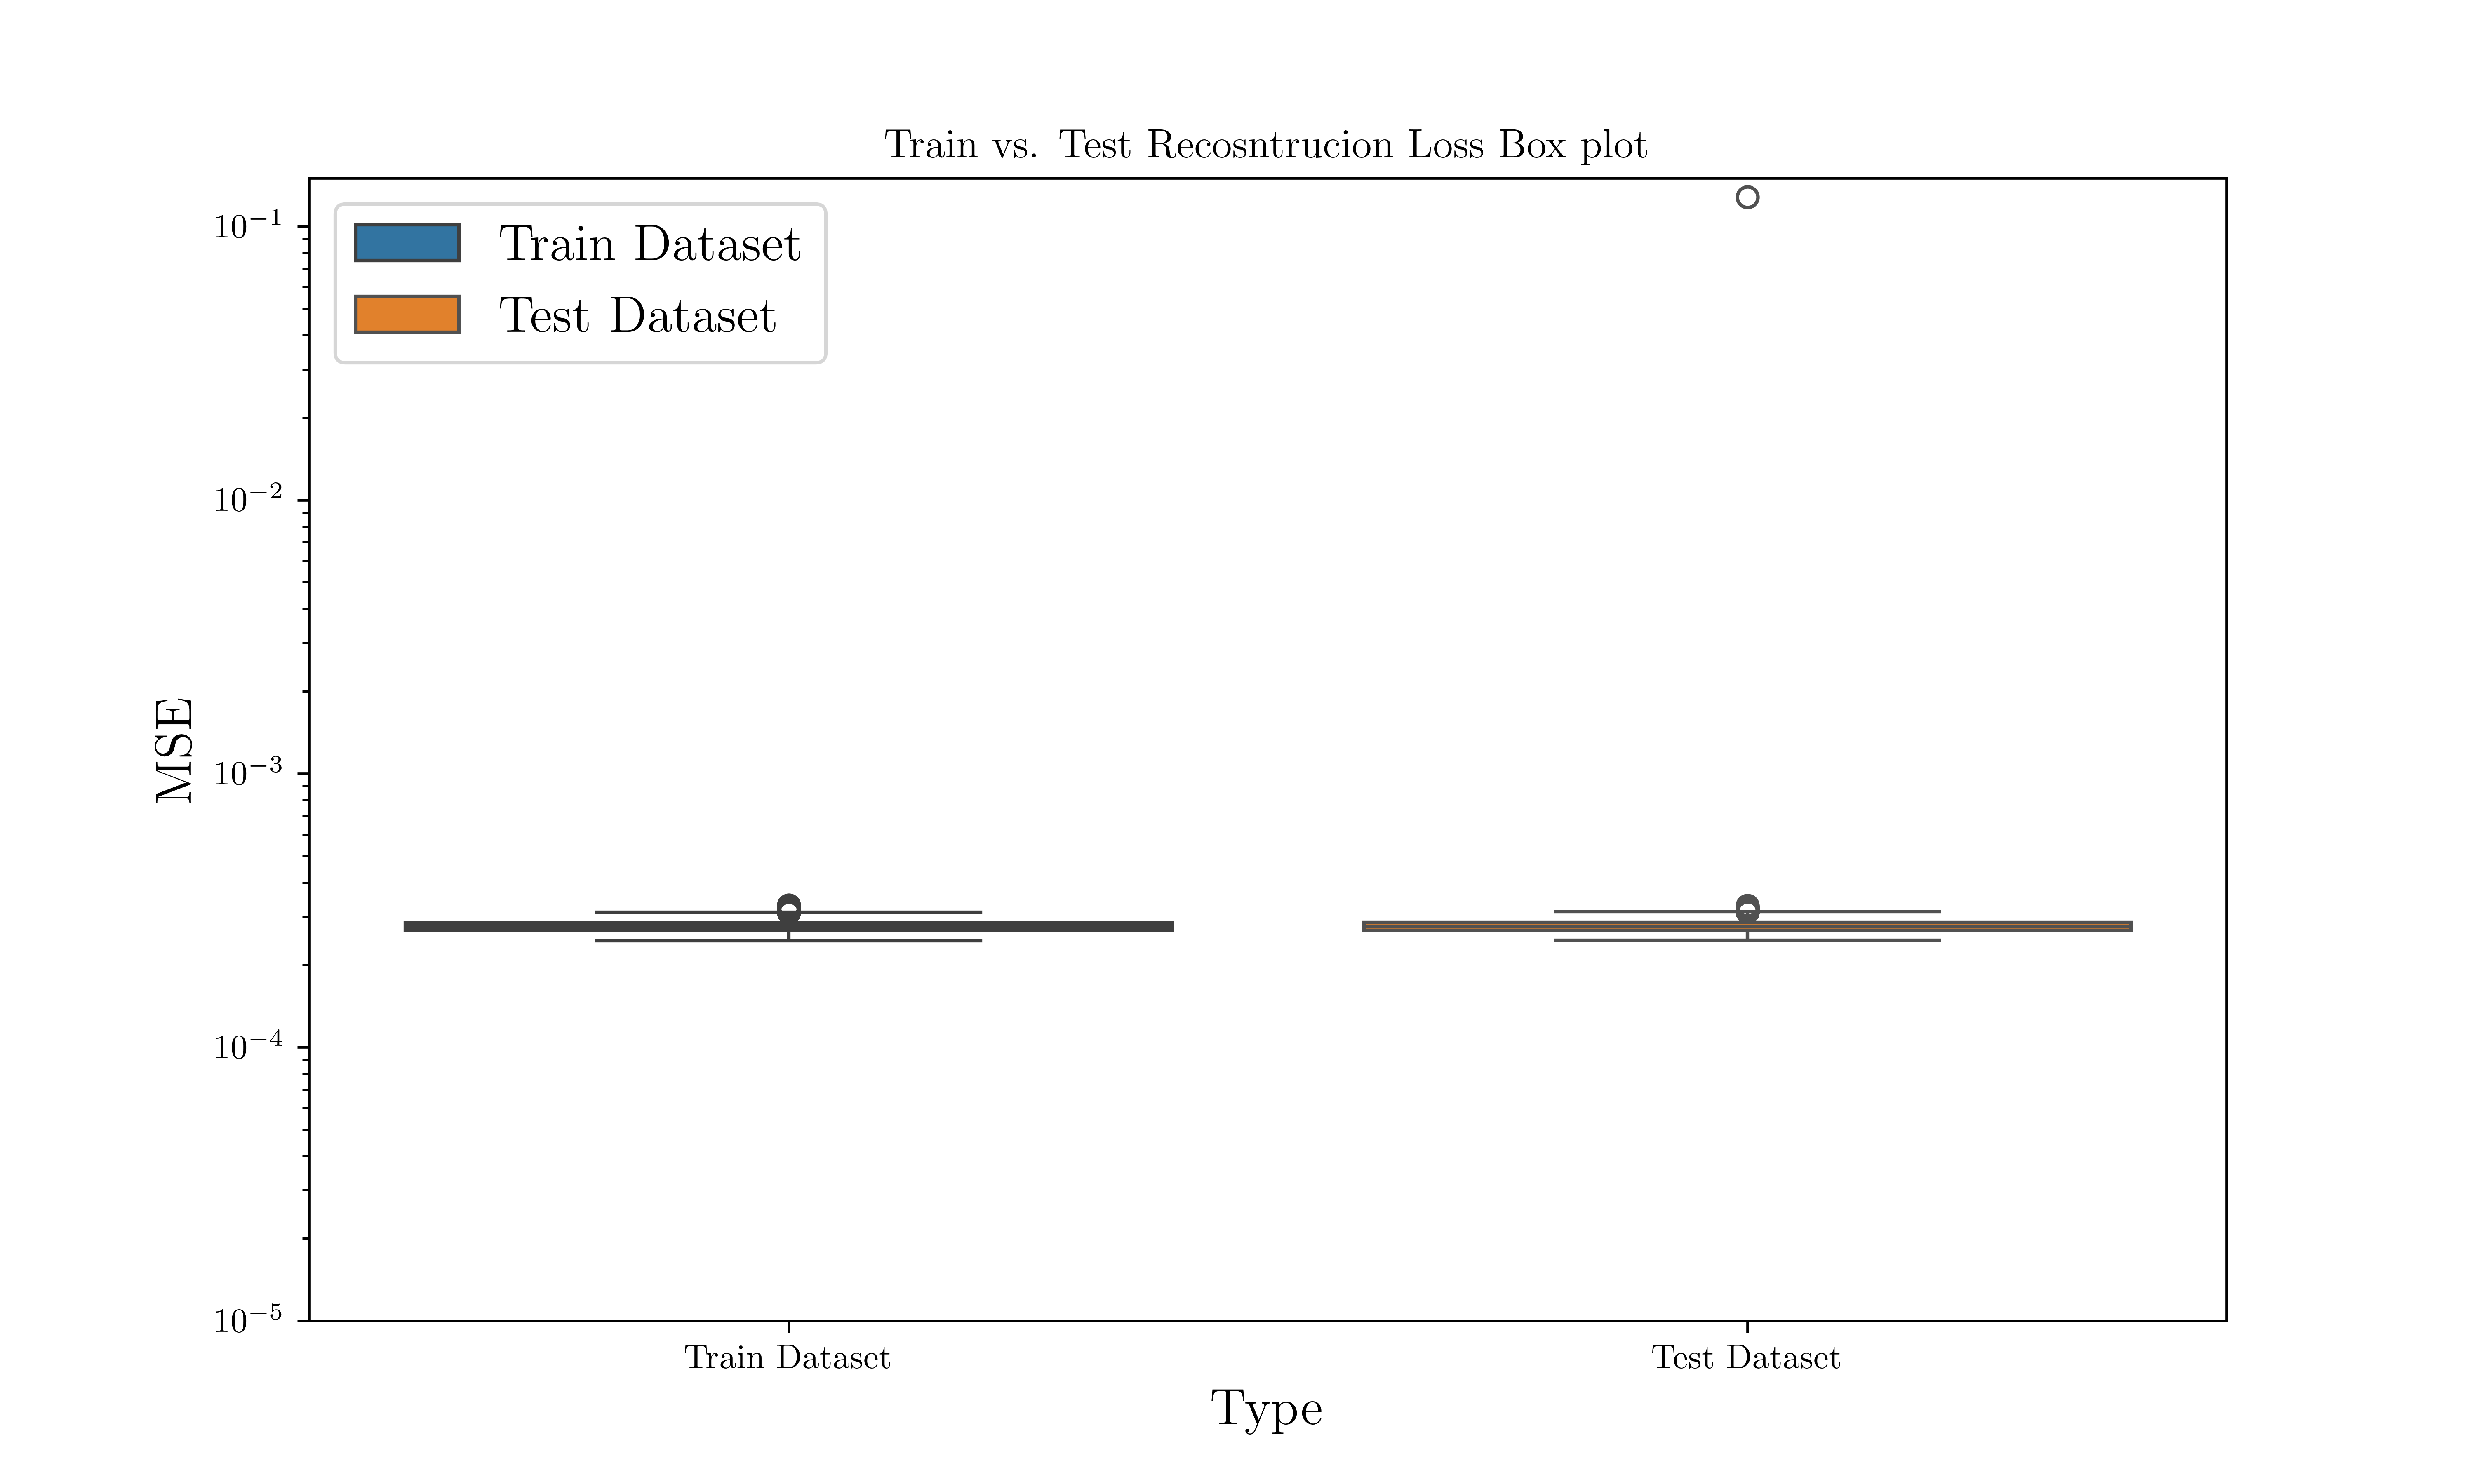 Train vs. Test Recosntrucion Loss Box plot
Train Dataset
Test Dataset
10⁻¹
10⁻²
10⁻³
10⁻⁴
10⁻⁵
MSE
Train Dataset
Test Dataset
Type